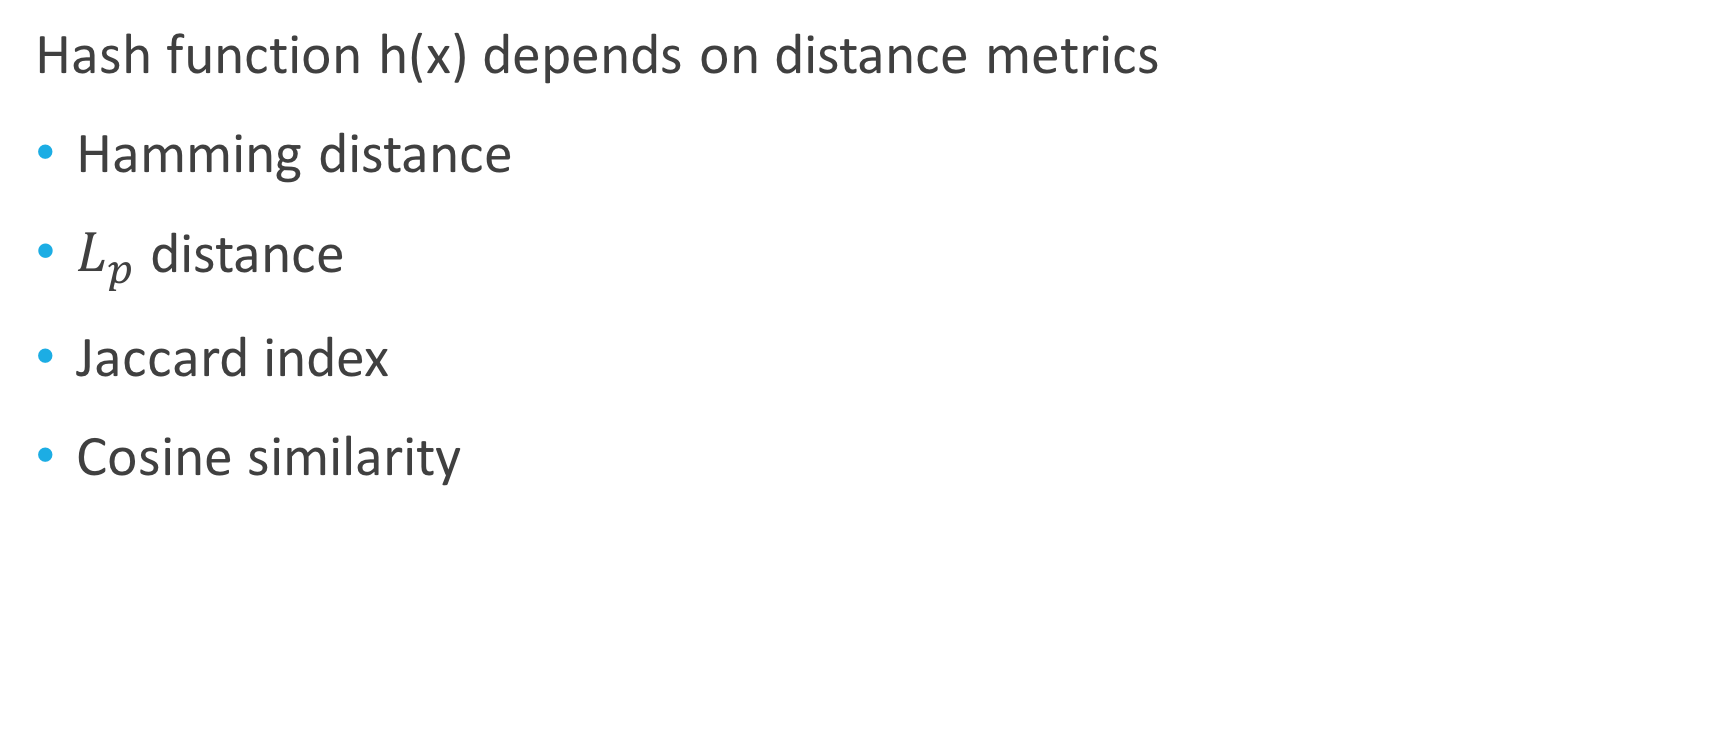 Hash function h(x) depends on distance metrics
• Hamming distance
• $L_p$ distance
• Jaccard index
• Cosine similarity